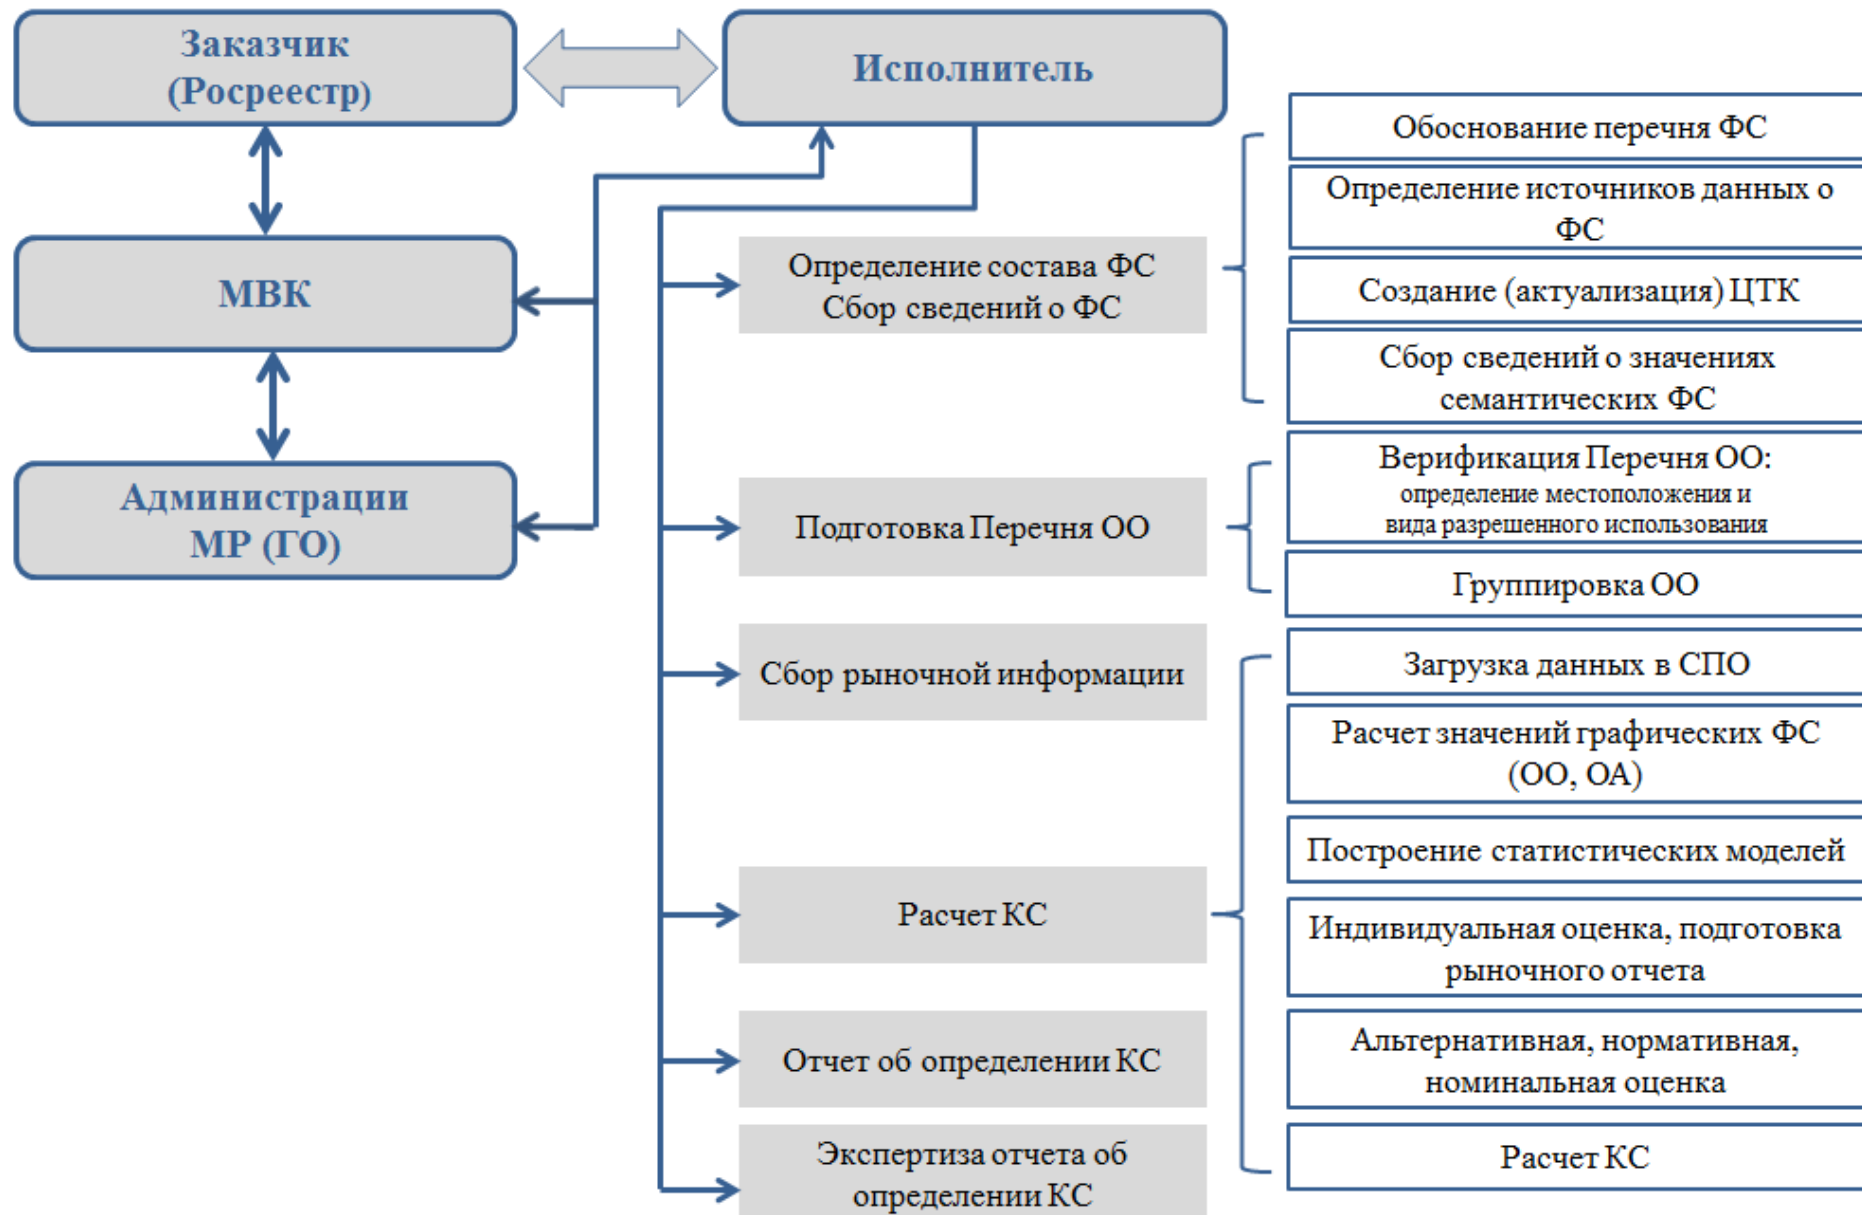 Заказчик
(Росреестр)
Исполнитель
МВК
Администрации
МР (ГО)
Определение состава ФС
Сбор сведений о ФС
Подготовка Перечня ОО
Сбор рыночной информации
Расчет КС
Отчет об определении КС
Экспертиза отчета об
определении КС
Обоснование перечня ФС
Определение источников данных о
ФС
Создание (актуализация) ЦТК
Сбор сведений о значениях
семантических ФС
Верификация Перечня ОО:
определение местоположения и
вида разрешенного использования
Группировка ОО
Загрузка данных в СПО
Расчет значений графических ФС
(ОО, ОА)
Построение статистических моделей
Индивидуальная оценка, подготовка
рыночного отчета
Альтернативная, нормативная,
номинальная оценка
Расчет КС